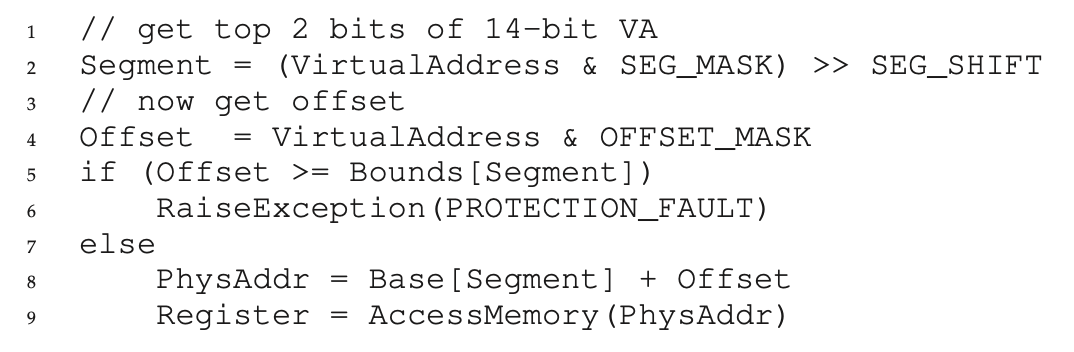 1 // get top 2 bits of 14-bit VA
2 Segment = (VirtualAddress & SEG_MASK) >> SEG_SHIFT
3 // now get offset
4 Offset  = VirtualAddress & OFFSET_MASK
5 if (Offset >= Bounds[Segment])
6     RaiseException(PROTECTION_FAULT)
7 else
8     PhysAddr = Base[Segment] + Offset
9     Register = AccessMemory(PhysAddr)